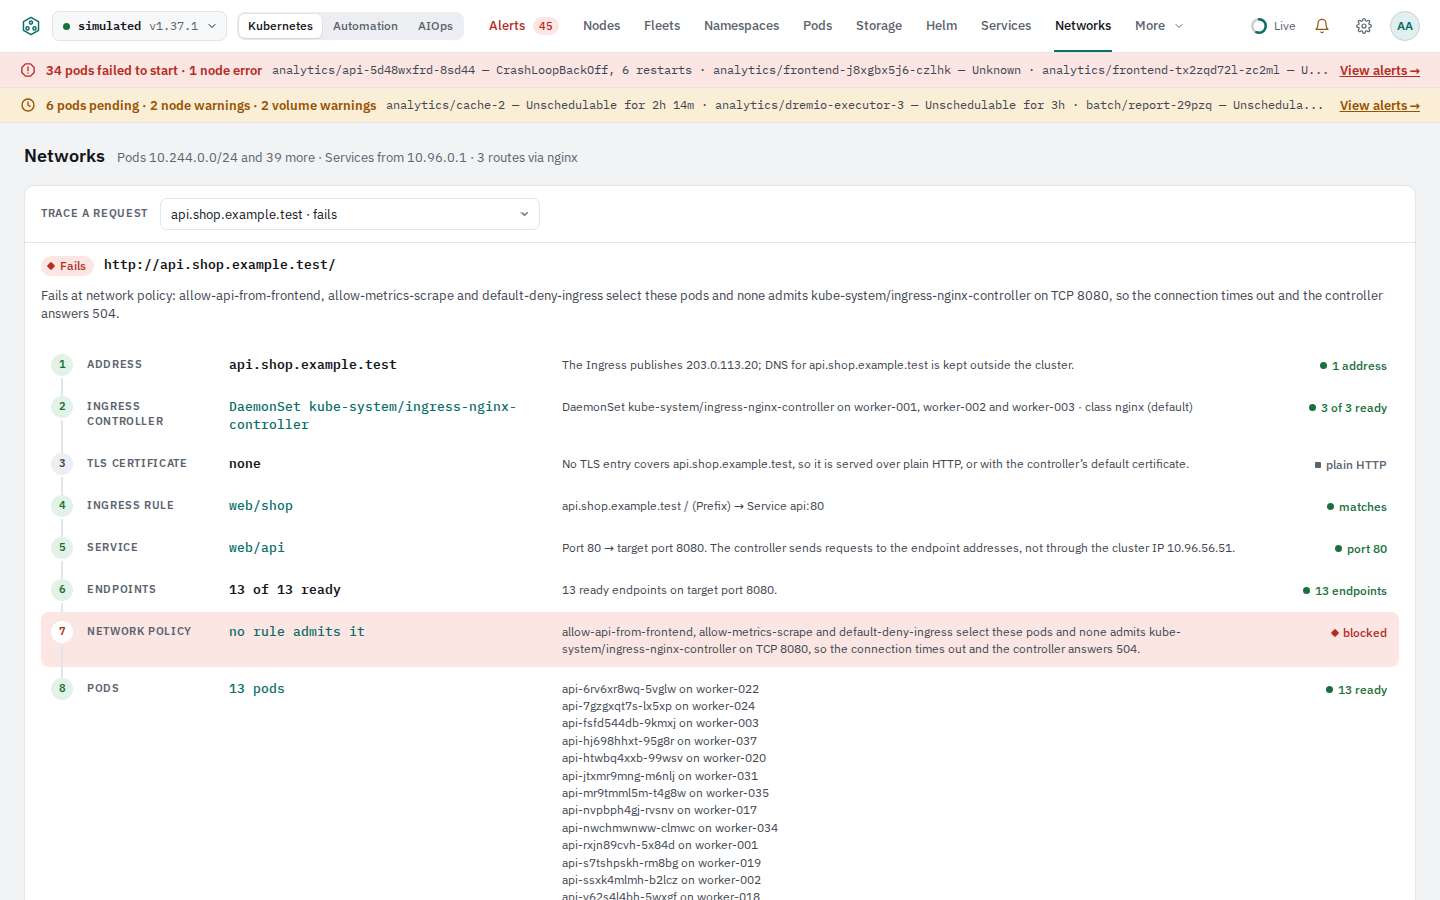 simulated v1.37.1
Kubernetes Automation AIOps
Alerts 45 Nodes Fleets Namespaces Pods Storage Helm Services Networks More
Live
AA
34 pods failed to start · 1 node error analytics/api-5d48wxfrd-8sd44 — CrashLoopBackOff, 6 restarts · analytics/frontend-j8xgbx5j6-czlhk — Unknown · analytics/frontend-tx2zqd72l-zc2ml — U... View alerts →
6 pods pending · 2 node warnings · 2 volume warnings analytics/cache-2 — Unschedulable for 2h 14m · analytics/dremio-executor-3 — Unschedulable for 3h · batch/report-29pzq — Unschedula... View alerts →
Networks Pods 10.244.0.0/24 and 39 more · Services from 10.96.0.1 · 3 routes via nginx
TRACE A REQUEST api.shop.example.test · fails
Fails http://api.shop.example.test/
Fails at network policy: allow-api-from-frontend, allow-metrics-scrape and default-deny-ingress select these pods and none admits kube-system/ingress-nginx-controller on TCP 8080, so the connection times out and the controller
answers 504.
1 ADDRESS api.shop.example.test The Ingress publishes 203.0.113.20; DNS for api.shop.example.test is kept outside the cluster. 1 address
2 INGRESS CONTROLLER DaemonSet kube-system/ingress-nginx-controller DaemonSet kube-system/ingress-nginx-controller on worker-001, worker-002 and worker-003 · class nginx (default) 3 of 3 ready
3 TLS CERTIFICATE none No TLS entry covers api.shop.example.test, so it is served over plain HTTP, or with the controller's default certificate. plain HTTP
4 INGRESS RULE web/shop api.shop.example.test / (Prefix) → Service api:80 matches
5 SERVICE web/api Port 80 → target port 8080. The controller sends requests to the endpoint addresses, not through the cluster IP 10.96.56.51. port 80
6 ENDPOINTS 13 of 13 ready 13 ready endpoints on target port 8080. 13 endpoints
7 NETWORK POLICY no rule admits it allow-api-from-frontend, allow-metrics-scrape and default-deny-ingress select these pods and none admits kube-
system/ingress-nginx-controller on TCP 8080, so the connection times out and the controller answers 504. blocked
8 PODS 13 pods api-6rv6xr8wq-5vglw on worker-022 13 ready
api-7gzgxqt7s-lx5xp on worker-024
api-fsfd544db-9kmxj on worker-003
api-hj698hhxt-95g8r on worker-037
api-htwbq4xxb-99wsv on worker-020
api-jtxmr9mng-m6nlj on worker-031
api-mr9tmml5m-t4g8w on worker-035
api-nvpbph4gj-rvsnv on worker-017
api-nwchmwnww-clmwc on worker-034
api-rxjn89cvh-5x84d on worker-001
api-s7tshpskh-rm8bg on worker-019
api-ssxk4mlmh-b2lcz on worker-002
api-v62s4l4bh-5wxgf on worker-018